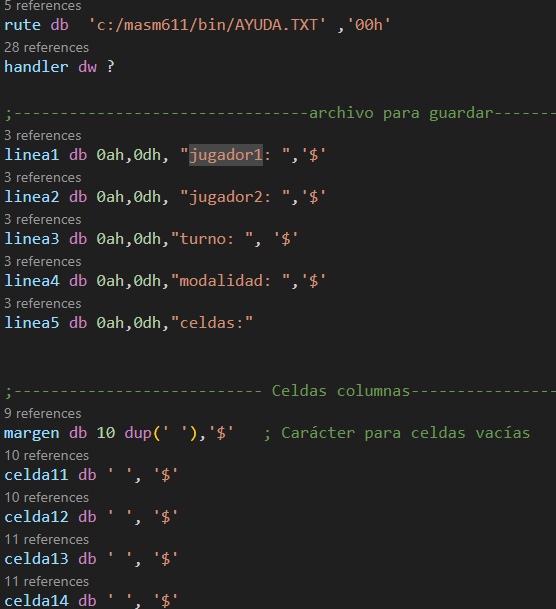 5 references
rute db  'c:/masm611/bin/AYUDA.TXT' ,'00h'
28 references
handler dw ?
;--------------------------------archivo para guardar-------
3 references
linea1 db 0ah,0dh, "jugador1: ",'$'
3 references
linea2 db 0ah,0dh, "jugador2: ",'$'
3 references
linea3 db 0ah,0dh,"turno: ", '$'
3 references
linea4 db 0ah,0dh,"modalidad: ",'$'
3 references
linea5 db 0ah,0dh,"celdas:"
;--------------------------- Celdas columnas----------------
9 references
margen db 10 dup(' '),'$'   ; Carácter para celdas vacías
10 references
celda11 db ' ', '$'
10 references
celda12 db ' ', '$'
11 references
celda13 db ' ', '$'
11 references
celda14 db ' ', '$'